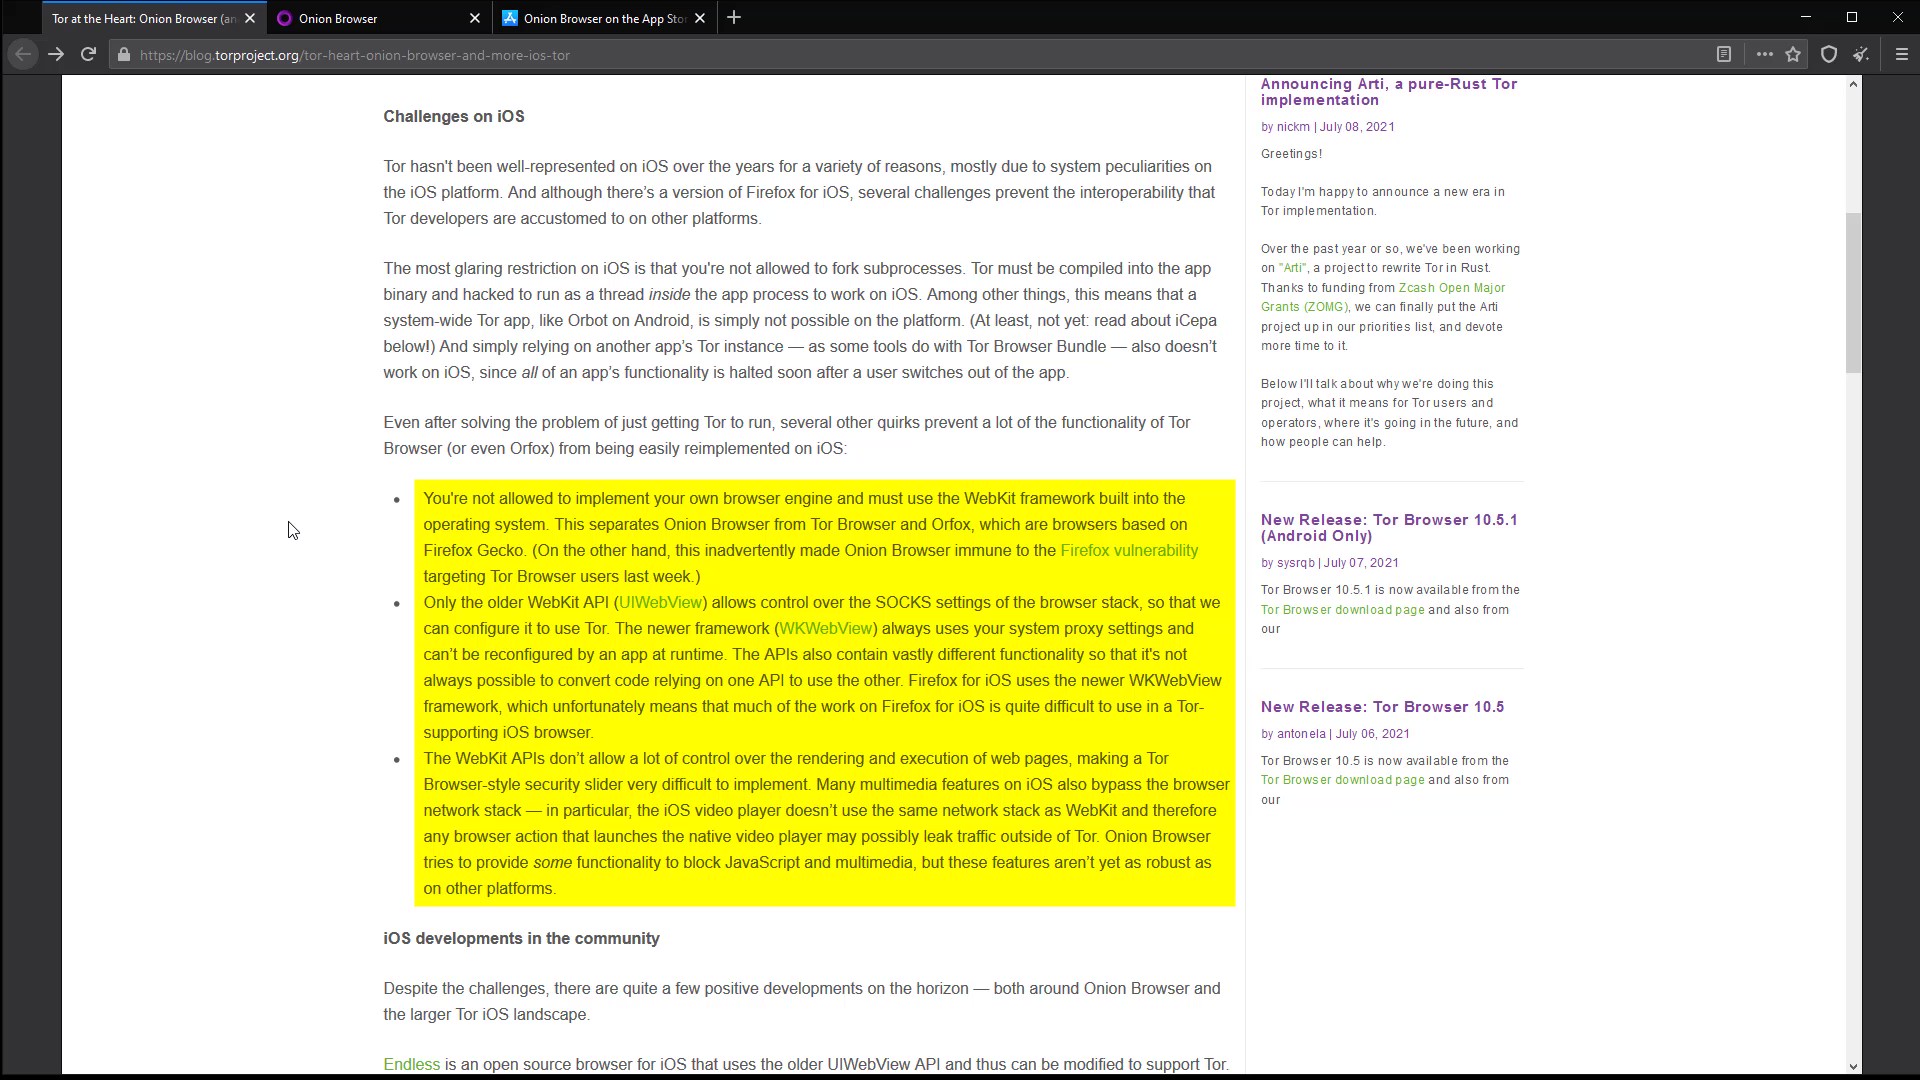 Tor at the Heart: Onion Browser (an
Onion Browser
Onion Browser on the App Sto
https://blog.torproject.org/tor-heart-onion-browser-and-more-ios-tor
Challenges on iOS
Tor hasn't been well-represented on iOS over the years for a variety of reasons, mostly due to system peculiarities on
the iOS platform. And although there’s a version of Firefox for iOS, several challenges prevent the interoperability that
Tor developers are accustomed to on other platforms.
The most glaring restriction on iOS is that you're not allowed to fork subprocesses. Tor must be compiled into the app
binary and hacked to run as a thread inside the app process to work on iOS. Among other things, this means that a
system-wide Tor app, like Orbot on Android, is simply not possible on the platform. (At least, not yet: read about iCepa
below!) And simply relying on another app’s Tor instance — as some tools do with Tor Browser Bundle — also doesn’t
work on iOS, since all of an app’s functionality is halted soon after a user switches out of the app.
Even after solving the problem of just getting Tor to run, several other quirks prevent a lot of the functionality of Tor
Browser (or even Orfox) from being easily reimplemented on iOS:
• You're not allowed to implement your own browser engine and must use the WebKit framework built into the
operating system. This separates Onion Browser from Tor Browser and Orfox, which are browsers based on
Firefox Gecko. (On the other hand, this inadvertently made Onion Browser immune to the Firefox vulnerability
targeting Tor Browser users last week.)
• Only the older WebKit API (UIWebView) allows control over the SOCKS settings of the browser stack, so that we
can configure it to use Tor. The newer framework (WKWebView) always uses your system proxy settings and
can’t be reconfigured by an app at runtime. The APIs also contain vastly different functionality so that it's not
always possible to convert code relying on one API to use the other. Firefox for iOS uses the newer WKWebView
framework, which unfortunately means that much of the work on Firefox for iOS is quite difficult to use in a Tor-
supporting iOS browser.
• The WebKit APIs don’t allow a lot of control over the rendering and execution of web pages, making a Tor
Browser-style security slider very difficult to implement. Many multimedia features on iOS also bypass the browser
network stack — in particular, the iOS video player doesn’t use the same network stack as WebKit and therefore
any browser action that launches the native video player may possibly leak traffic outside of Tor. Onion Browser
tries to provide some functionality to block JavaScript and multimedia, but these features aren’t yet as robust as
on other platforms.
iOS developments in the community
Despite the challenges, there are quite a few positive developments on the horizon — both around Onion Browser and
the larger Tor iOS landscape.
Endless is an open source browser for iOS that uses the older UIWebView API and thus can be modified to support Tor.
Announcing Arti, a pure-Rust Tor
implementation
by nickm | July 08, 2021
Greetings!
Today I'm happy to announce a new era in
Tor implementation.
Over the past year or so, we've been working
on "Arti", a project to rewrite Tor in Rust.
Thanks to funding from Zcash Open Major
Grants (ZOMG), we can finally put the Arti
project up in our priorities list, and devote
more time to it.
Below I'll talk about why we're doing this
project, what it means for Tor users and
operators, where it's going in the future, and
how people can help.
New Release: Tor Browser 10.5.1
(Android Only)
by sysrqb | July 07, 2021
Tor Browser 10.5.1 is now available from the
Tor Browser download page and also from
our
New Release: Tor Browser 10.5
by antonela | July 06, 2021
Tor Browser 10.5 is now available from the
Tor Browser download page and also from
our